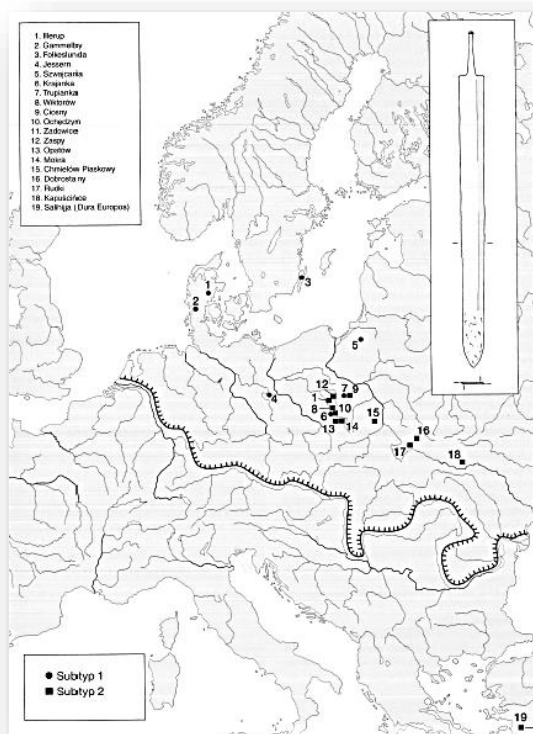 1. Illerup
2. Gammelby
3. Folkeslunda
4. Jessern
5. Szwajcaria
6. Krajanka
7. Trupianka
8. Wiktorów
9. Ciosny
10. Ochędzyn
11. Zadowice
12. Zaspy
13. Opatów
14. Mokra
15. Chmielów Piaskowy
16. Dobrostany
17. Rudki
18. Kapuścińce
19. Salihija (Dura Europos)
3
1
2
5
12
7
9
4
1
8
10
16
6
15
13
14
17
18
Subtyp 1
Subtyp 2
19